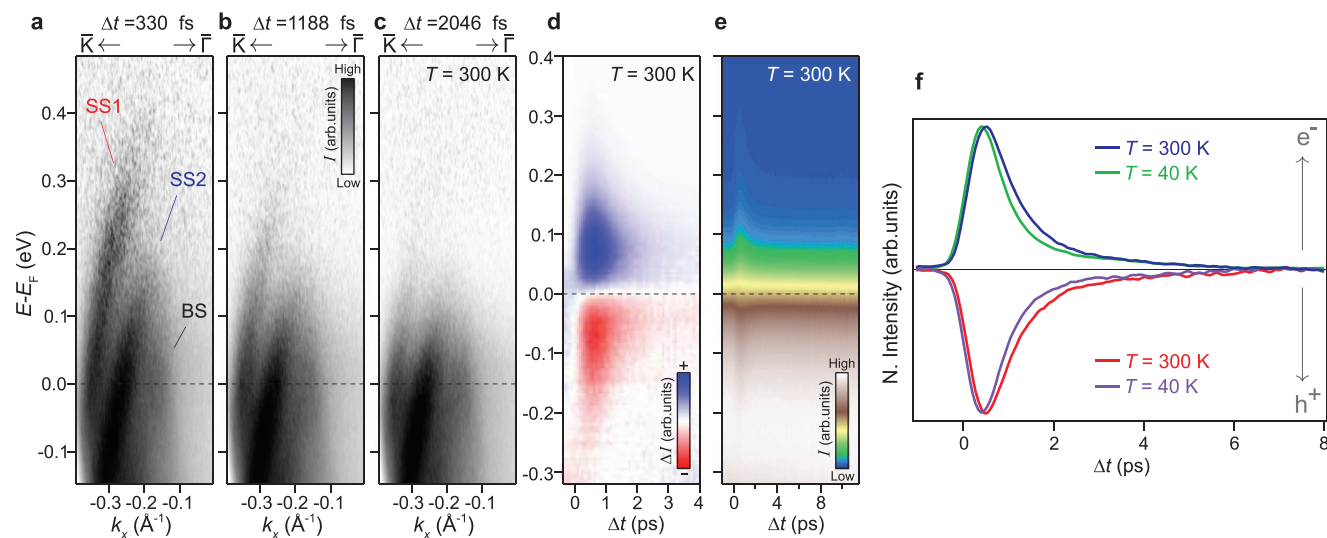 a
Δt =330 fs
K̅ ← → Γ̅
SS1
SS2
BS
E-E_F (eV)
0.4
0.3
0.2
0.1
0.0
-0.1
-0.3 -0.2 -0.1
k_x (Å⁻¹)
b
Δt =1188 fs
K̅ ← → Γ̅
High
I (arb.units)
Low
-0.3 -0.2 -0.1
k_x (Å⁻¹)
c
Δt =2046 fs
K̅ ← → Γ̅
T = 300 K
-0.3 -0.2 -0.1
k_x (Å⁻¹)
d
T = 300 K
0.4
0.3
0.2
0.1
0.0
-0.1
-0.2
-0.3
+
ΔI (arb.units)
-
0 1 2 3 4
Δt (ps)
e
T = 300 K
High
I (arb.units)
Low
0 4 8
Δt (ps)
f
N. Intensity (arb.units)
T = 300 K
T = 40 K
e⁻
T = 300 K
T = 40 K
h⁺
0 2 4 6 8
Δt (ps)